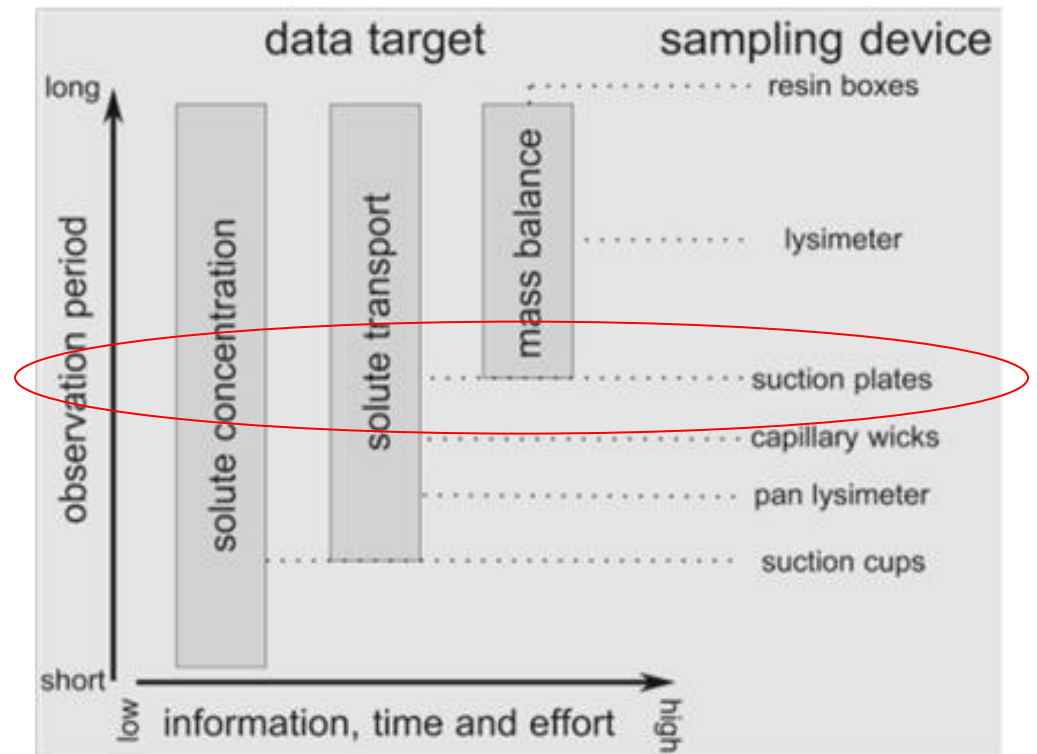 data target
sampling device
long
resin boxes
lysimeter
suction plates
capillary wicks
pan lysimeter
suction cups
observation period
solute concentration
solute transport
mass balance
short
low
information, time and effort
high